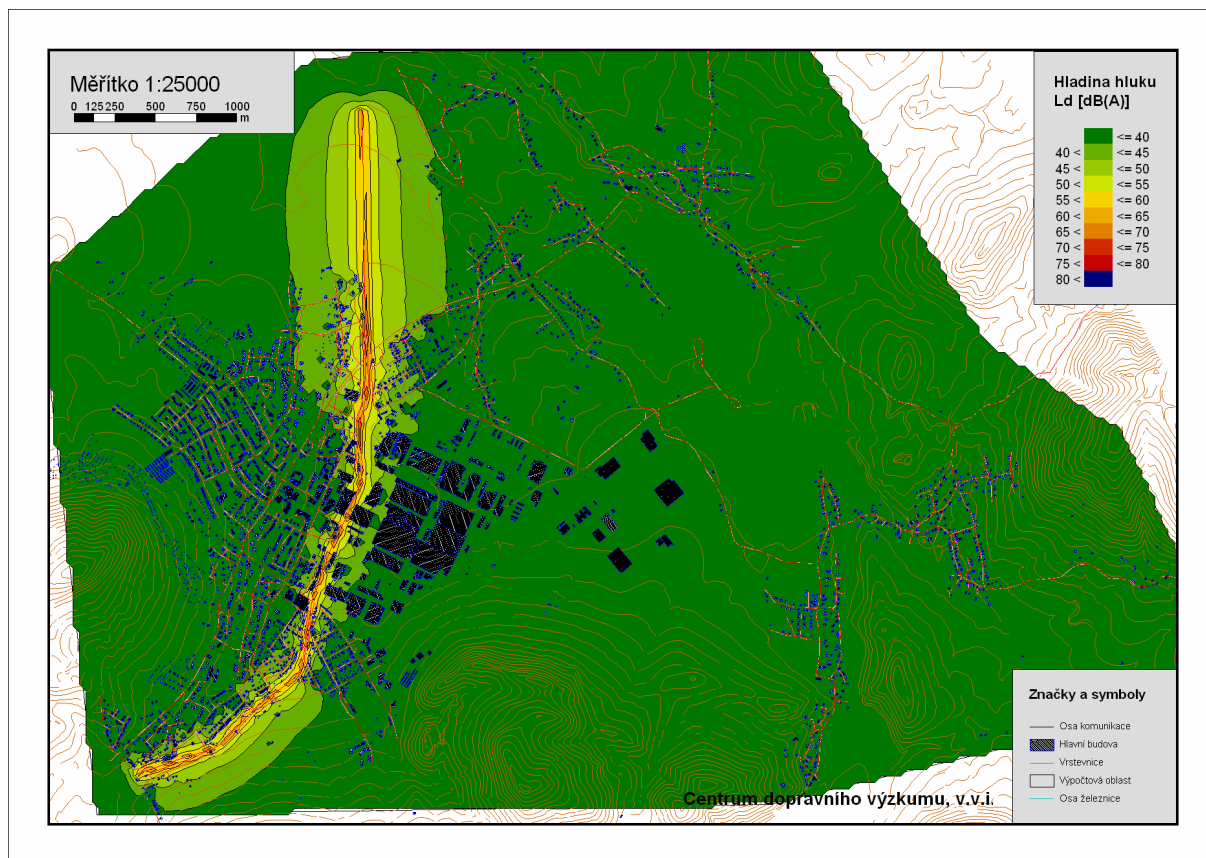 Měřítko 1:25000
0 125 250 500 750 1000
m
Hladina hluku
Ld [dB(A)]
<= 40
40 < <= 45
45 < <= 50
50 < <= 55
55 < <= 60
60 < <= 65
65 < <= 70
70 < <= 75
75 < <= 80
80 <
Značky a symboly
Osa komunikace
Hlavní budova
Vrstevnice
Výpočtová oblast
Osa železnice
Centrum dopravního výzkumu, v.v.i.